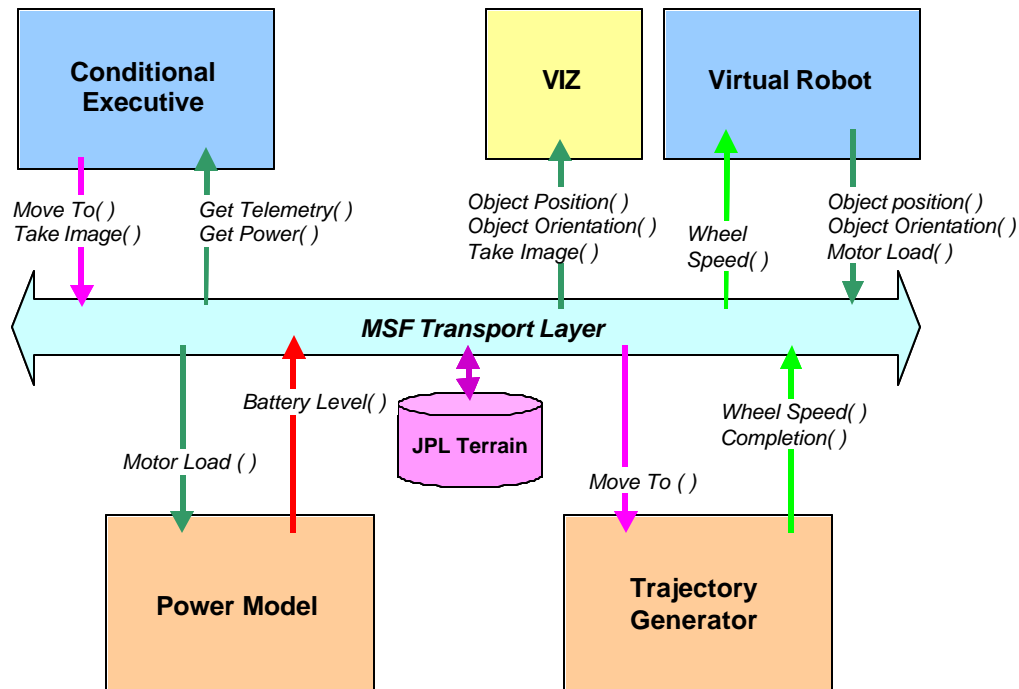 Conditional
Executive
VIZ
Virtual Robot
Move To( )
Take Image( )
Get Telemetry( )
Get Power( )
Object Position( )
Object Orientation( )
Take Image( )
Wheel
Speed( )
Object position( )
Object Orientation( )
Motor Load( )
MSF Transport Layer
Battery Level( )
JPL Terrain
Wheel Speed( )
Completion( )
Motor Load ( )
Move To ( )
Power Model
Trajectory
Generator